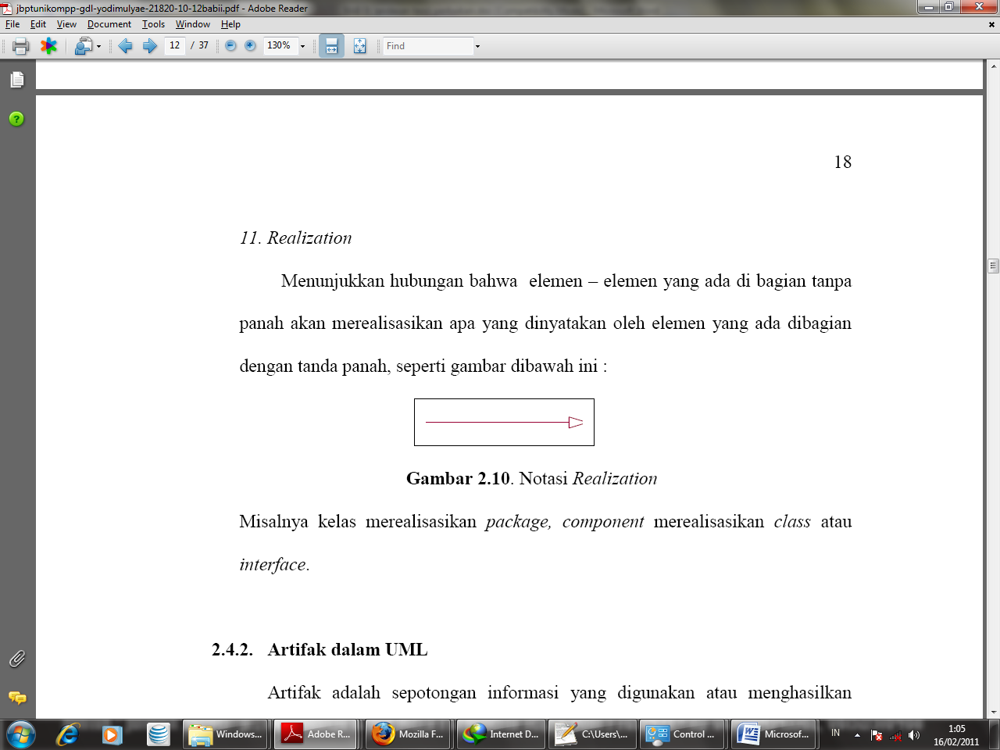 jbptunikompp-gdl-yodimulyae-21820-10-12babii.pdf - Adobe Reader
File Edit View Document Tools Window Help
12 / 37 130% Find
18
11. Realization
Menunjukkan hubungan bahwa elemen – elemen yang ada di bagian tanpa
panah akan merealisasikan apa yang dinyatakan oleh elemen yang ada dibagian
dengan tanda panah, seperti gambar dibawah ini :
Gambar 2.10. Notasi Realization
Misalnya kelas merealisasikan package, component merealisasikan class atau
interface.
2.4.2. Artifak dalam UML
Artifak adalah sepotongan informasi yang digunakan atau menghasilkan
Windows... Adobe R... Mozilla F... Internet D... C:\Users\... Control ... Microsof... IN 1:05
16/02/2011